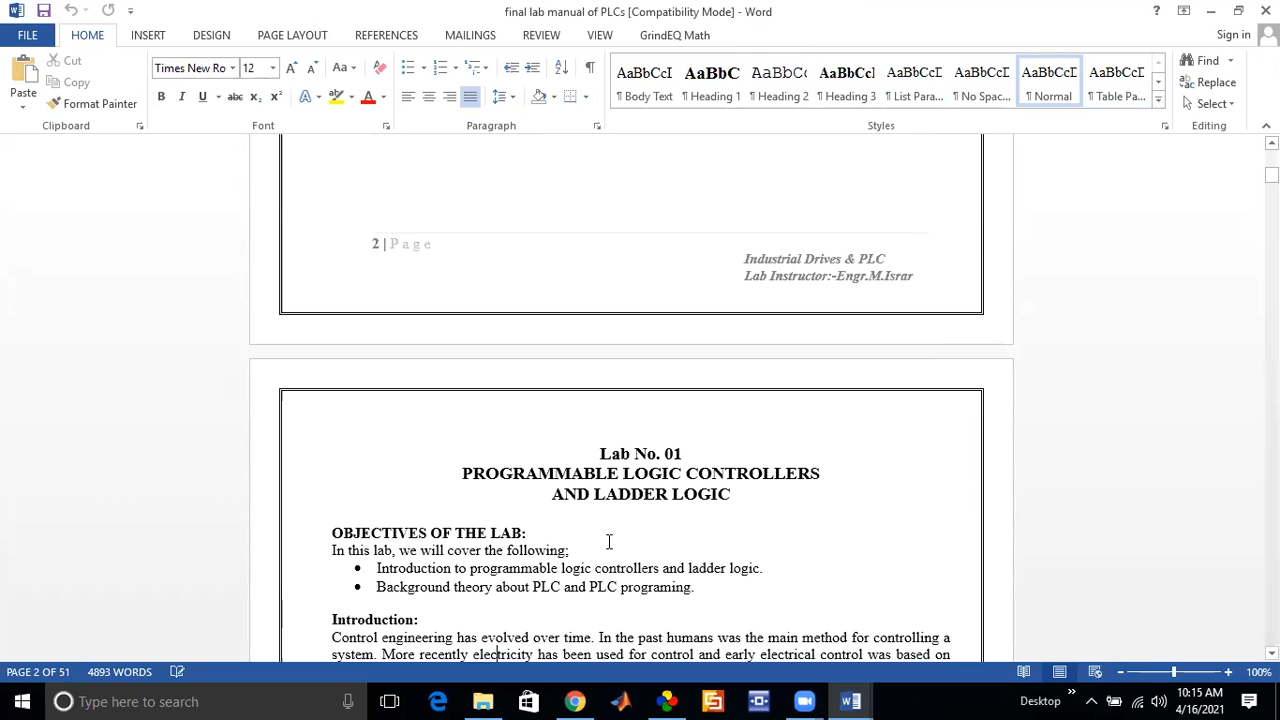 final lab manual of PLCs [Compatibility Mode] - Word
?
FILE HOME INSERT DESIGN PAGE LAYOUT REFERENCES MAILINGS REVIEW VIEW GrindEQ Math Sign in
Paste
Cut
Copy
Format Painter
Times New Ro 12
AaBbCcI AaBbC AaBbCc AaBbCc AaBbCcI AaBbCcI AaBbCcI AaBbCcI
¶ Body Text ¶ Heading 1 ¶ Heading 2 ¶ Heading 3 ¶ List Para... ¶ No Spac... ¶ Normal ¶ Table Pa...
Find
Replace
Select
Clipboard Font Paragraph Styles Editing
2 | P a g e
Industrial Drives & PLC
Lab Instructor:-Engr.M.Israr
Lab No. 01
PROGRAMMABLE LOGIC CONTROLLERS
AND LADDER LOGIC
OBJECTIVES OF THE LAB:
In this lab, we will cover the following;
• Introduction to programmable logic controllers and ladder logic.
• Background theory about PLC and PLC programing.
Introduction:
Control engineering has evolved over time. In the past humans was the main method for controlling a
system. More recently electricity has been used for control and early electrical control was based on
PAGE 2 OF 51 4893 WORDS 100%
Type here to search
Desktop
10:15 AM
4/16/2021